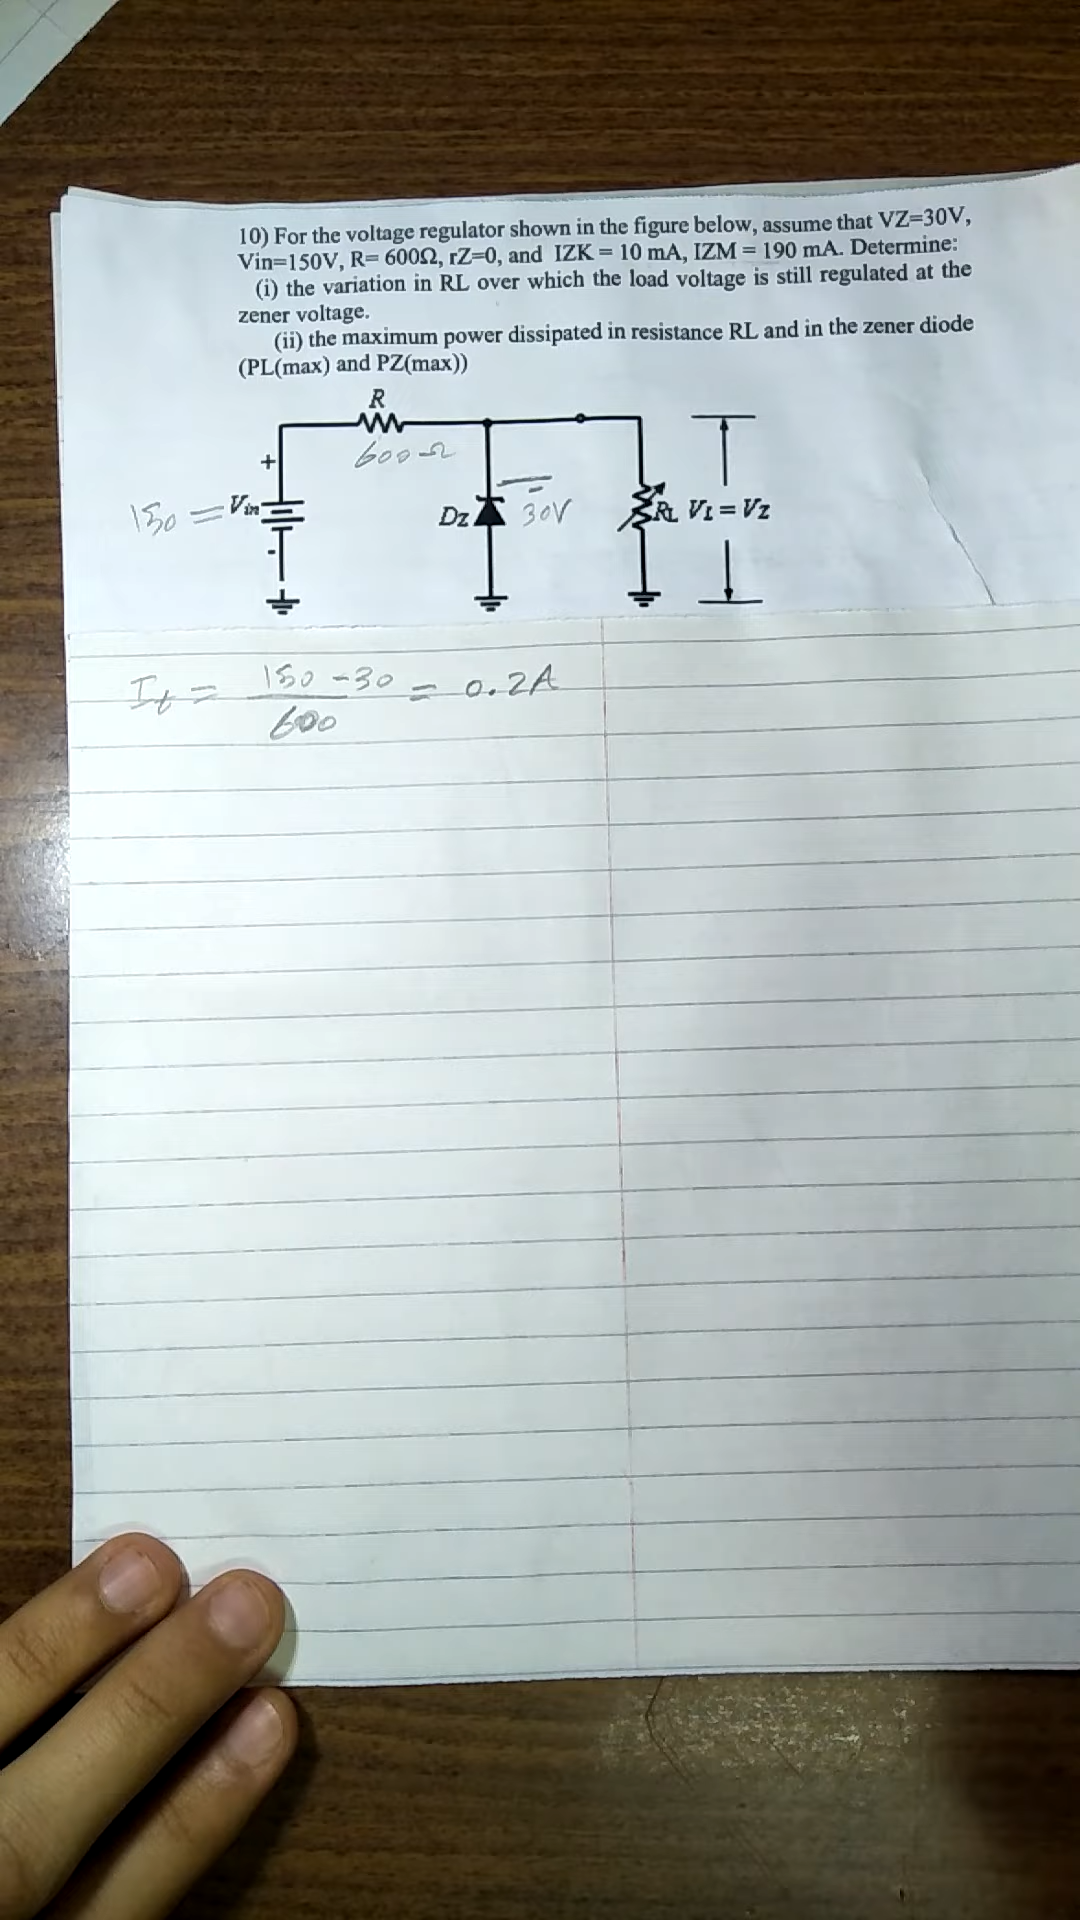 10) For the voltage regulator shown in the figure below, assume that VZ=30V,
Vin=150V, R= 600Ω, rZ=0, and IZK = 10 mA, IZM = 190 mA. Determine:
(i) the variation in RL over which the load voltage is still regulated at the
zener voltage.
(ii) the maximum power dissipated in resistance RL and in the zener diode
(PL(max) and PZ(max))
R
600Ω
+
150 = Vin
-
DZ
30V
RL
VL = VZ
It = 150 - 30 / 600 = 0.2A